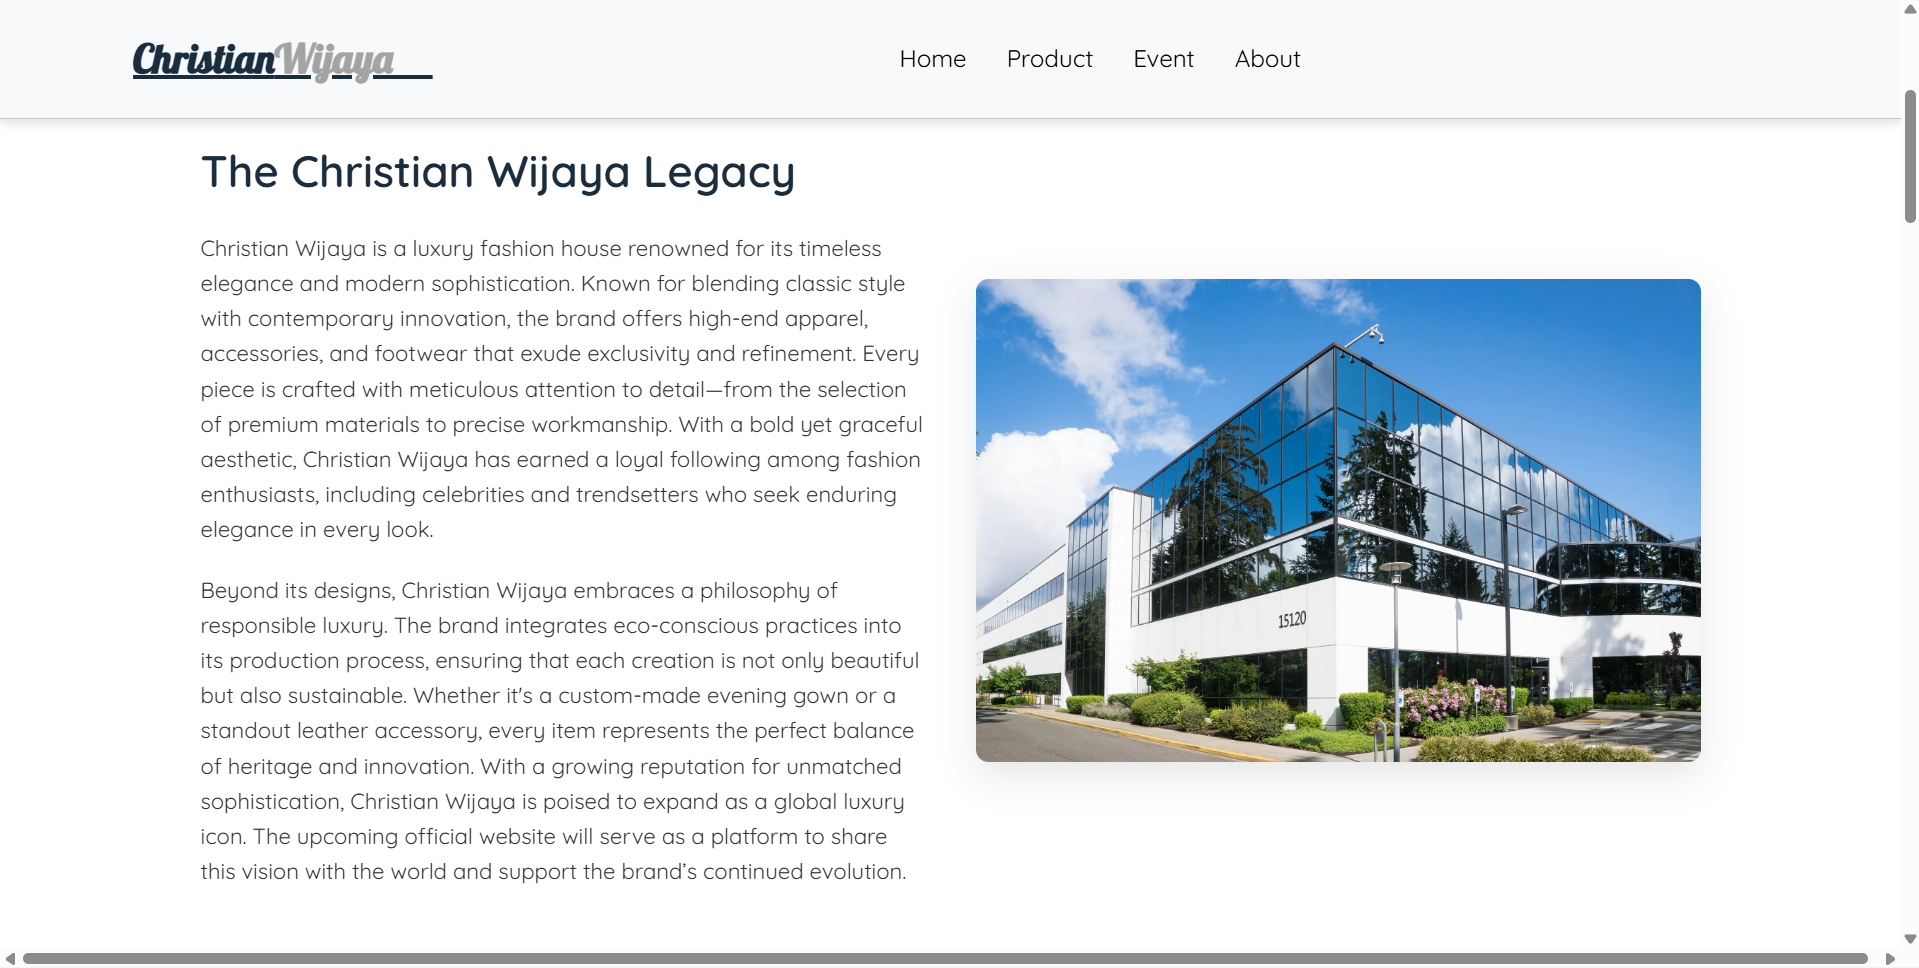 ChristianWijaya
Home Product Event About
The Christian Wijaya Legacy
Christian Wijaya is a luxury fashion house renowned for its timeless
elegance and modern sophistication. Known for blending classic style
with contemporary innovation, the brand offers high-end apparel,
accessories, and footwear that exude exclusivity and refinement. Every
piece is crafted with meticulous attention to detail—from the selection
of premium materials to precise workmanship. With a bold yet graceful
aesthetic, Christian Wijaya has earned a loyal following among fashion
enthusiasts, including celebrities and trendsetters who seek enduring
elegance in every look.
Beyond its designs, Christian Wijaya embraces a philosophy of
responsible luxury. The brand integrates eco-conscious practices into
its production process, ensuring that each creation is not only beautiful
but also sustainable. Whether it's a custom-made evening gown or a
standout leather accessory, every item represents the perfect balance
of heritage and innovation. With a growing reputation for unmatched
sophistication, Christian Wijaya is poised to expand as a global luxury
icon. The upcoming official website will serve as a platform to share
this vision with the world and support the brand’s continued evolution.
15120